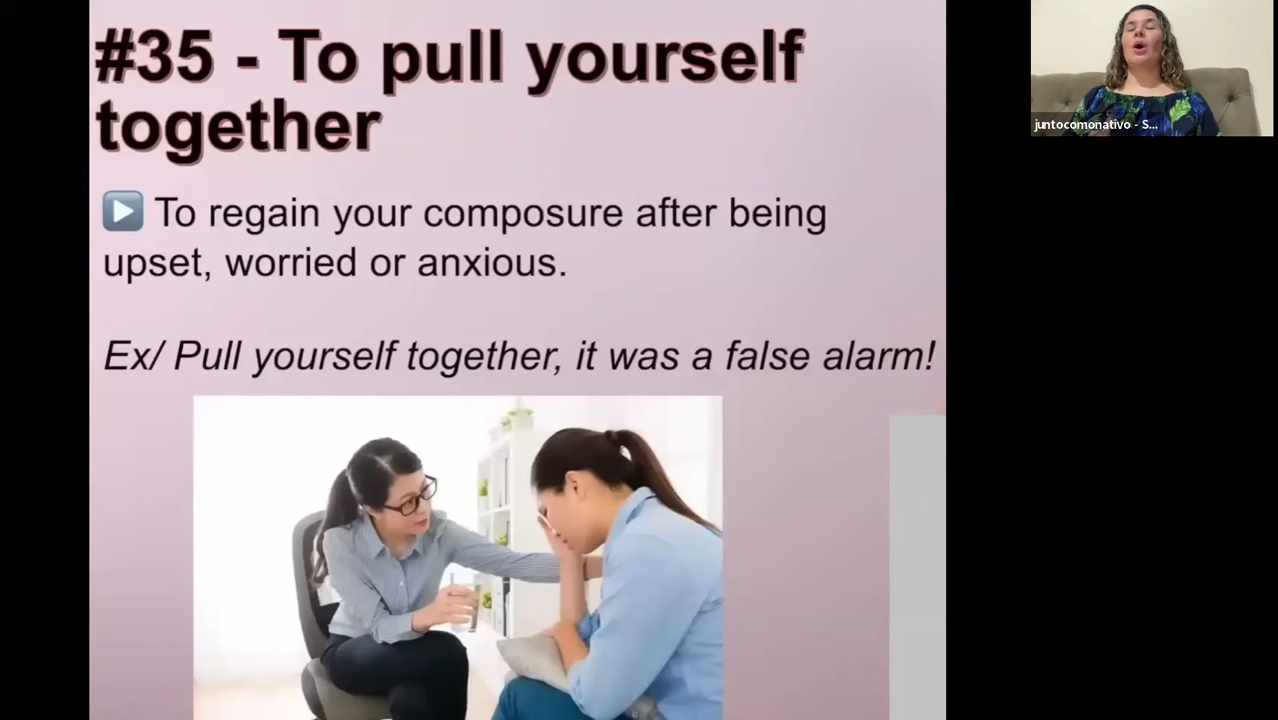 #35 - To pull yourself
together
▶️ To regain your composure after being
upset, worried or anxious.
Ex/ Pull yourself together, it was a false alarm!
juntocomonativo - S...